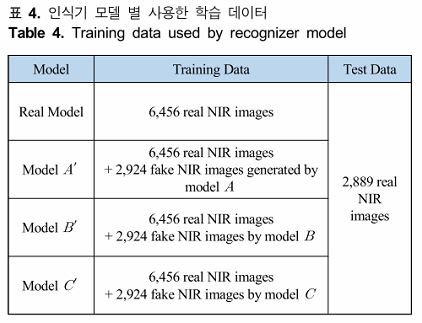 표 4. 인식기 모델 별 사용한 학습 데이터
Table 4. Training data used by recognizer model
Model Training Data Test Data
Real Model 6,456 real NIR images
Model A′ 6,456 real NIR images
+ 2,924 fake NIR images generated by
model A
Model B′ 6,456 real NIR images
+ 2,924 fake NIR images by model B
Model C′ 6,456 real NIR images
+ 2,924 fake NIR images by model C
2,889 real
NIR
images